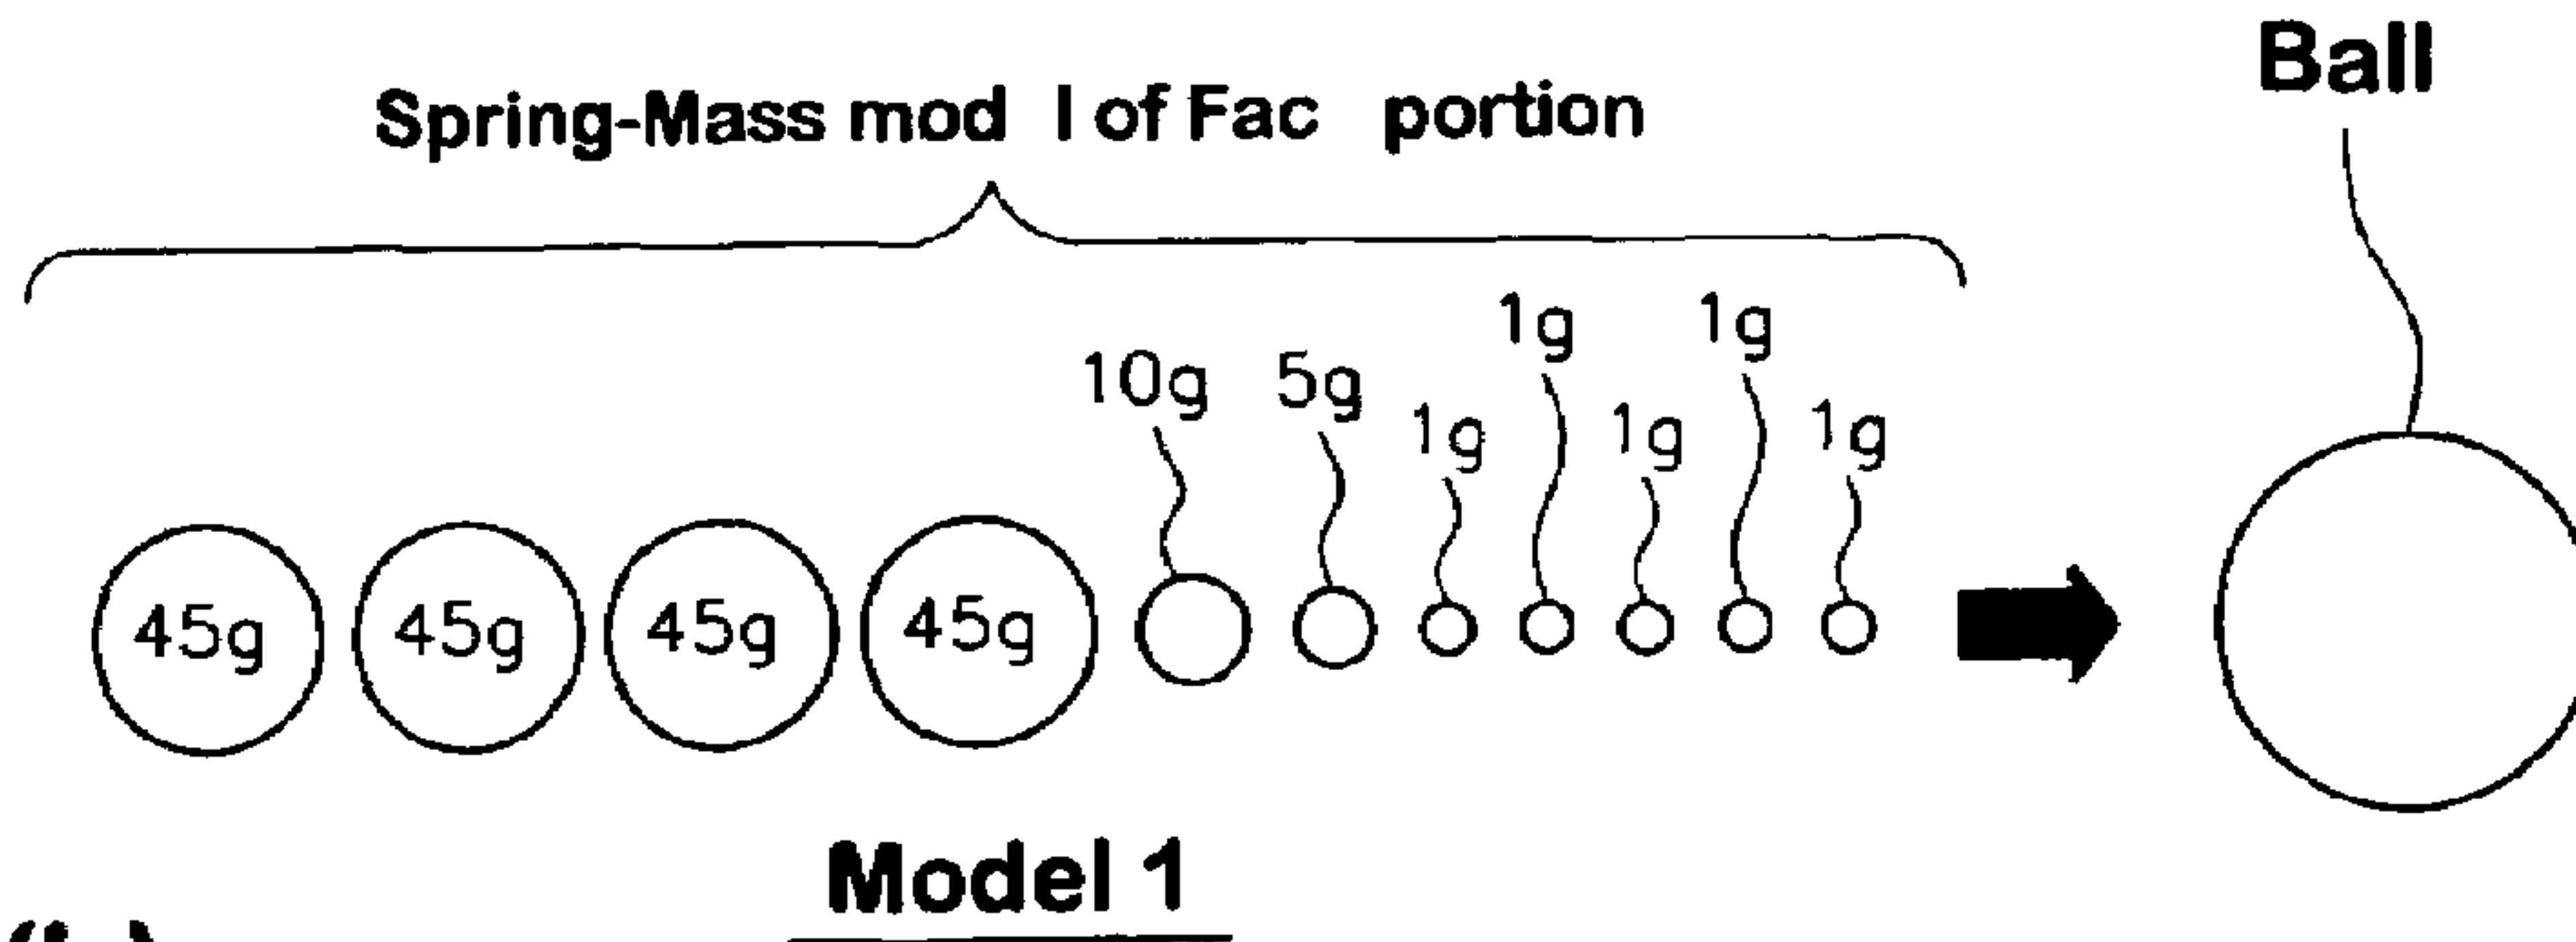 Ball
Spring-Mass mod l of Fac portion
1g 1g
10g 5g
1g 1g 1g
45g 45g 45g 45g
Model 1